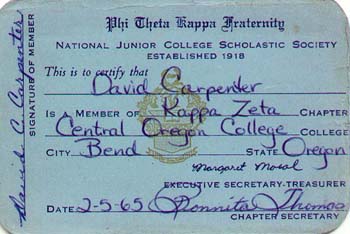 Phi Theta Kappa Fraternity
NATIONAL JUNIOR COLLEGE SCHOLASTIC SOCIETY
ESTABLISHED 1918
This is to certify that
David Carpenter
IS A MEMBER OF Kappa Zeta CHAPTER
Central Oregon College COLLEGE
CITY Bend STATE Oregon
Margaret Mosal
EXECUTIVE SECRETARY-TREASURER
DATE 2-5-65 Bonnita Thomas
CHAPTER SECRETARY
David C. Carpenter
SIGNATURE OF MEMBER